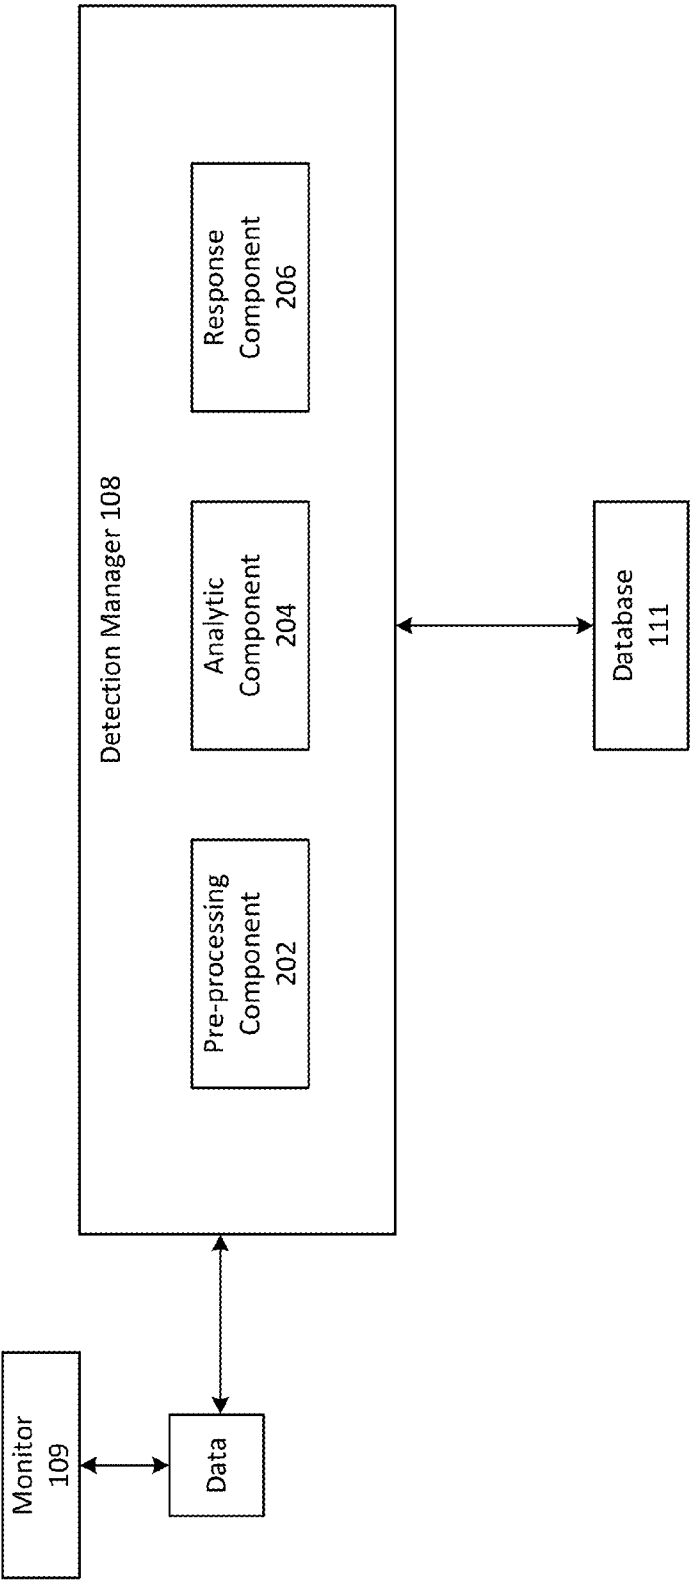 Monitor
109
Data
Detection Manager 108
Pre-processing
Component
202
Analytic
Component
204
Response
Component
206
Database
111